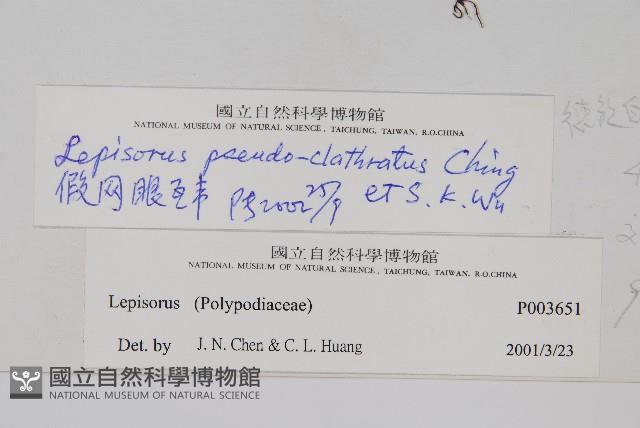 國立自然科學博物館
NATIONAL MUSEUM OF NATURAL SCIENCE, TAICHUNG, TAIWAN, R.O.CHINA
Lepisorus pseudo-clathratus Ching
假网眼瓦韦 2002 25/9 et S. K. Wu
國立自然科學博物館
NATIONAL MUSEUM OF NATURAL SCIENCE, TAICHUNG, TAIWAN, R.O.CHINA
Lepisorus (Polypodiaceae) P003651
Det. by J. N. Chen & C. L. Huang 2001/3/23
國立自然科學博物館
NATIONAL MUSEUM OF NATURAL SCIENCE